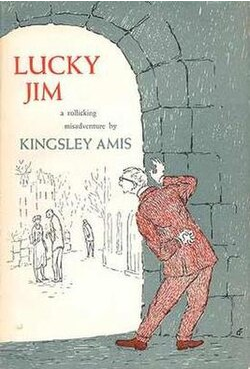 LUCKY
JIM
a rollicking
misadventure by
KINGSLEY AMIS